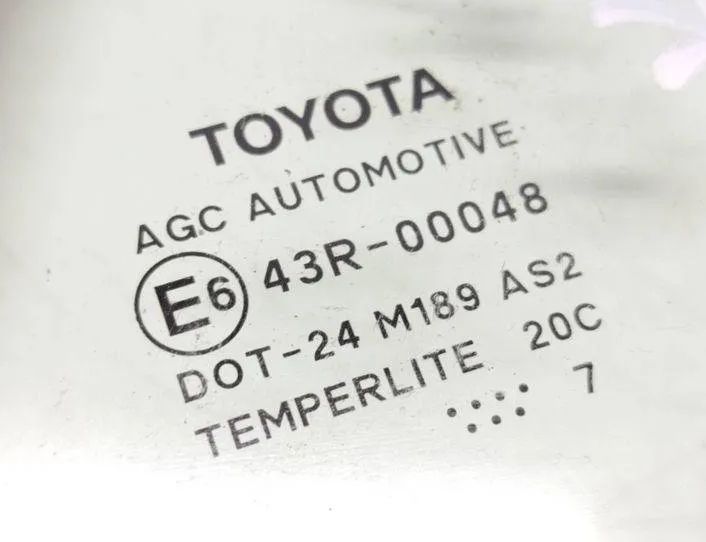 TOYOTA
AGC AUTOMOTIVE
E6 43R-00048
DOT-24 M189 AS2
TEMPERLITE 20C
7